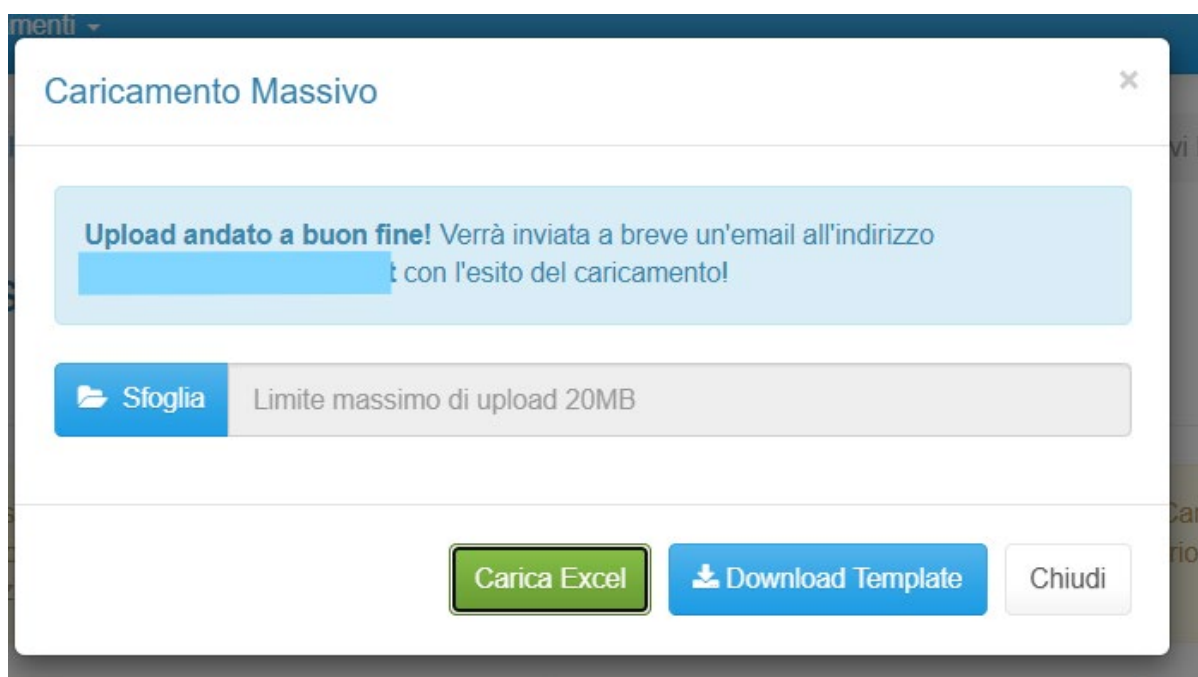 menti
Caricamento Massivo
×
vi
Upload andato a buon fine! Verrà inviata a breve un'email all'indirizzo
t con l'esito del caricamento!
Sfoglia
Limite massimo di upload 20MB
Carica Excel
Download Template
Chiudi